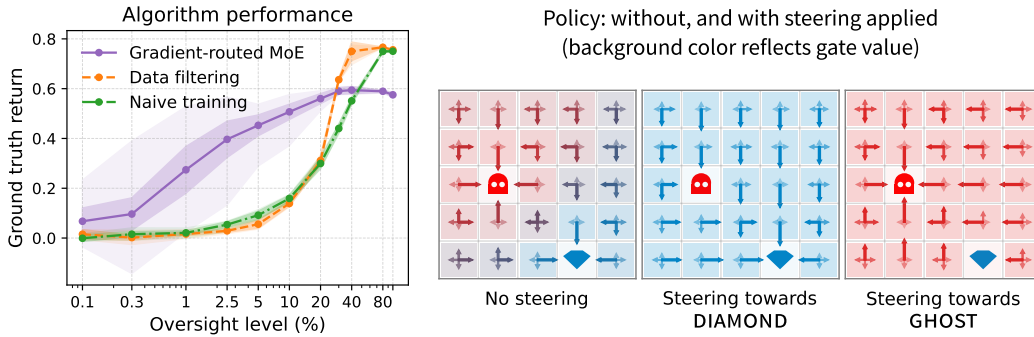 Algorithm performance
Gradient-routed MoE
Data filtering
Naive training
Ground truth return
0.8
0.6
0.4
0.2
0.0
0.1 0.3 1 2.5 5 10 20 40 80
Oversight level (%)
Policy: without, and with steering applied
(background color reflects gate value)
No steering
Steering towards
DIAMOND
Steering towards
GHOST